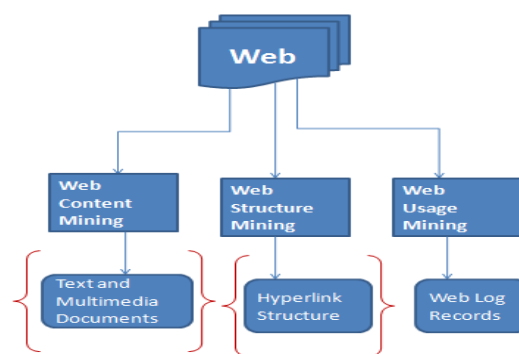 Web
Web
Content
Mining
Web
Structure
Mining
Web
Usage
Mining
Text and
Multimedia
Documents
Hyperlink
Structure
Web Log
Records